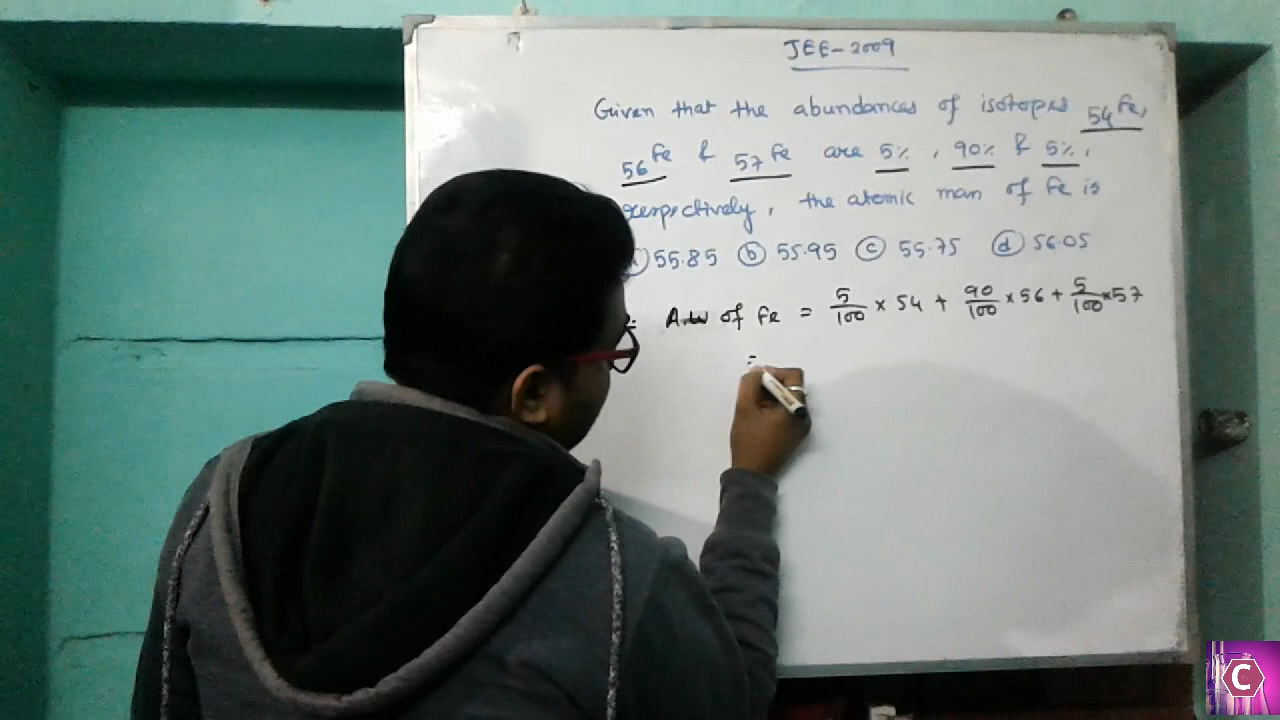 JEE-2009
Given that the abundances of isotopes 54Fe,
56Fe & 57Fe are 5%, 90% & 5%,
respectively, the atomic mass of Fe is
55.85 (b) 55.95 (c) 55.75 (d) 56.05
A.W of Fe = 5/100 × 54 + 90/100 × 56 + 5/100 × 57
=
C